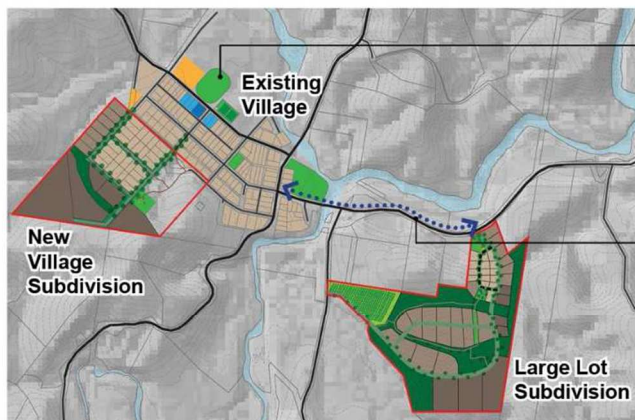 Existing
Village
New
Village
Subdivision
Large Lot
Subdivision